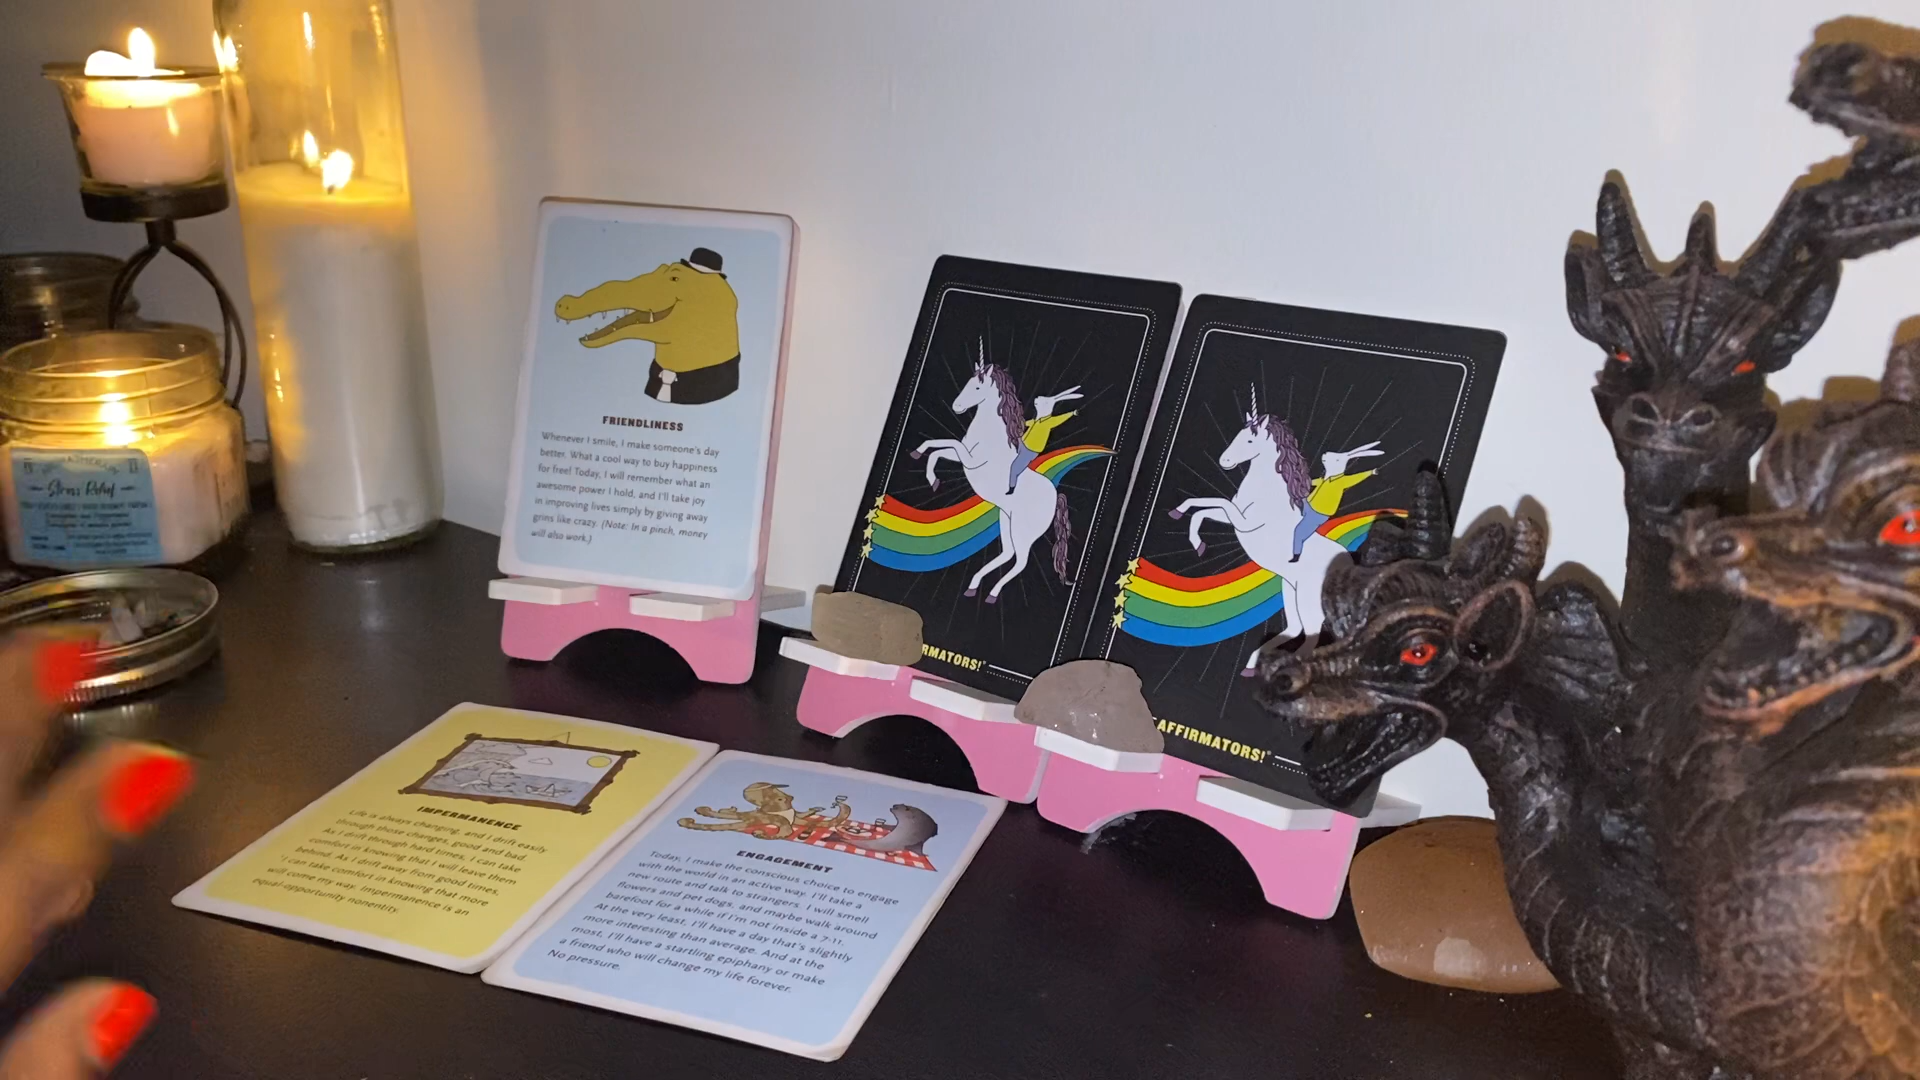 Stress Relief
FRIENDLINESS
Whenever I smile, I make someone's day
better. What a cool way to buy happiness
for free! Today, I will remember what an
awesome power I hold, and I'll take joy
in improving lives simply by giving away
grins like crazy. (Note: In a pinch, money
will also work.)
RMATORS!
AFFIRMATORS!
IMPERMANENCE
Life is always changing, and I drift easily
through those changes, good and bad.
As I drift through hard times, I can take
comfort in knowing that I will leave them
behind. As I drift away from good times,
I can take comfort in knowing that more
will come my way. Impermanence is an
equal-opportunity nonentity.
ENGAGEMENT
Today, I make the conscious choice to engage
with the world in an active way. I'll take a
new route and talk to strangers. I will smell
flowers and pet dogs, and maybe walk around
barefoot for a while if I'm not inside a 7-11.
At the very least, I'll have a day that's slightly
more interesting than average. And at the
most, I'll have a startling epiphany or make
a friend who will change my life forever.
No pressure.